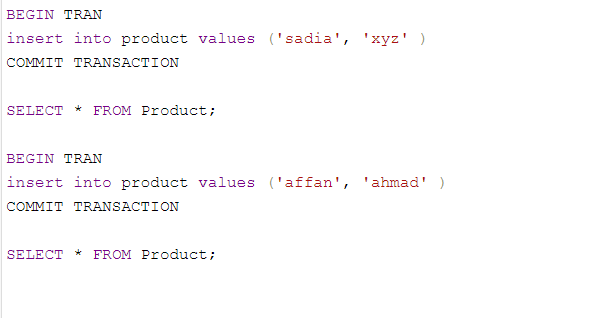 BEGIN TRAN
insert into product values ('sadia', 'xyz' )
COMMIT TRANSACTION
SELECT * FROM Product;
BEGIN TRAN
insert into product values ('affan', 'ahmad' )
COMMIT TRANSACTION
SELECT * FROM Product;